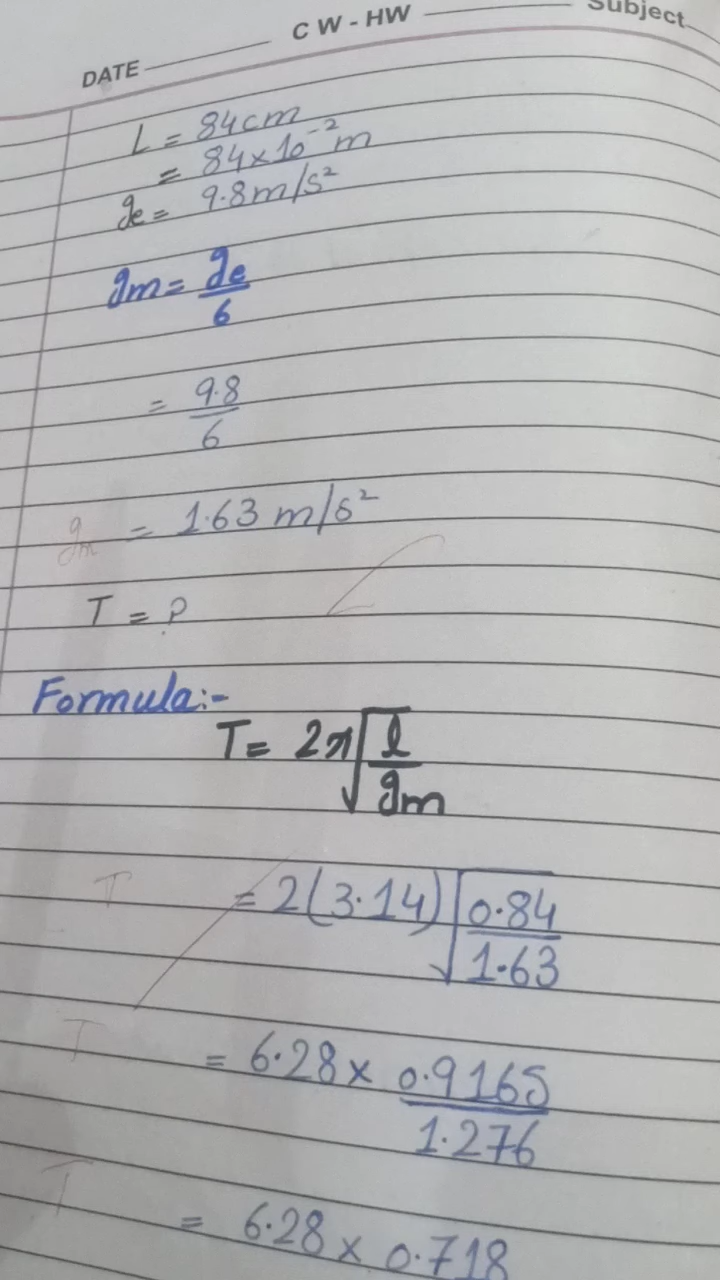 DATE CW-HW Subject
L = 84cm
= 84×10⁻² m
ge = 9.8m/s²
gm = ge/6
= 9.8/6
gm = 1.63 m/s²
T = ?
Formula:-
T = 2π√(l/gm)
T = 2(3.14)√(0.84/1.63)
T = 6.28 × 0.9165/1.276
T = 6.28 × 0.718